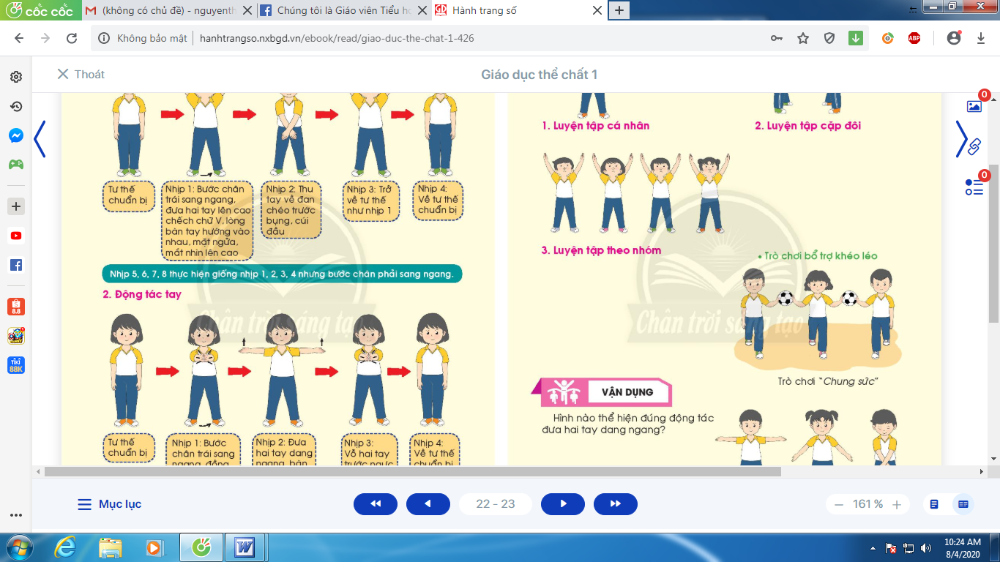 cốc cốc
(không có chủ đề) - nguyenth
Chúng tôi là Giáo viên Tiểu họ
Hành trang số
Không bảo mật
hanhtrangso.nxbgd.vn/ebook/read/giao-duc-the-chat-1-426
ABP
Thoát
Giáo dục thể chất 1
0
0
Tư thế
chuẩn bị
Nhịp 1: Bước chân
trái sang ngang,
đưa hai tay lên cao
chếch chữ V, lòng
bàn tay hướng vào
nhau, mặt ngửa,
mắt nhìn lên cao
Nhịp 2: Thu
tay về đan
chéo trước
bụng, cúi
đầu
Nhịp 3: Trở
về tư thế
như nhịp 1
Nhịp 4:
Về tư thế
chuẩn bị
Nhịp 5, 6, 7, 8 thực hiện giống nhịp 1, 2, 3, 4 nhưng bước chân phải sang ngang.
2. Động tác tay
Chân trời sáng tạo
Tư thế
chuẩn bị
Nhịp 1: Bước
chân trái sang
ngang, đồng
Nhịp 2: Đưa
hai tay dang
ngang, bàn
Nhịp 3:
Vỗ hai tay
trước ngực
Nhịp 4:
Về tư thế
chuẩn bị
1. Luyện tập cá nhân
2. Luyện tập cặp đôi
3. Luyện tập theo nhóm
• Trò chơi bổ trợ khéo léo
Chân trời sáng tạo
Trò chơi "Chung sức"
VẬN DỤNG
Hình nào thể hiện đúng động tác
đưa hai tay dang ngang?
8.8
tiki
88K
Mục lục
22 - 23
161 %
10:24 AM
8/4/2020